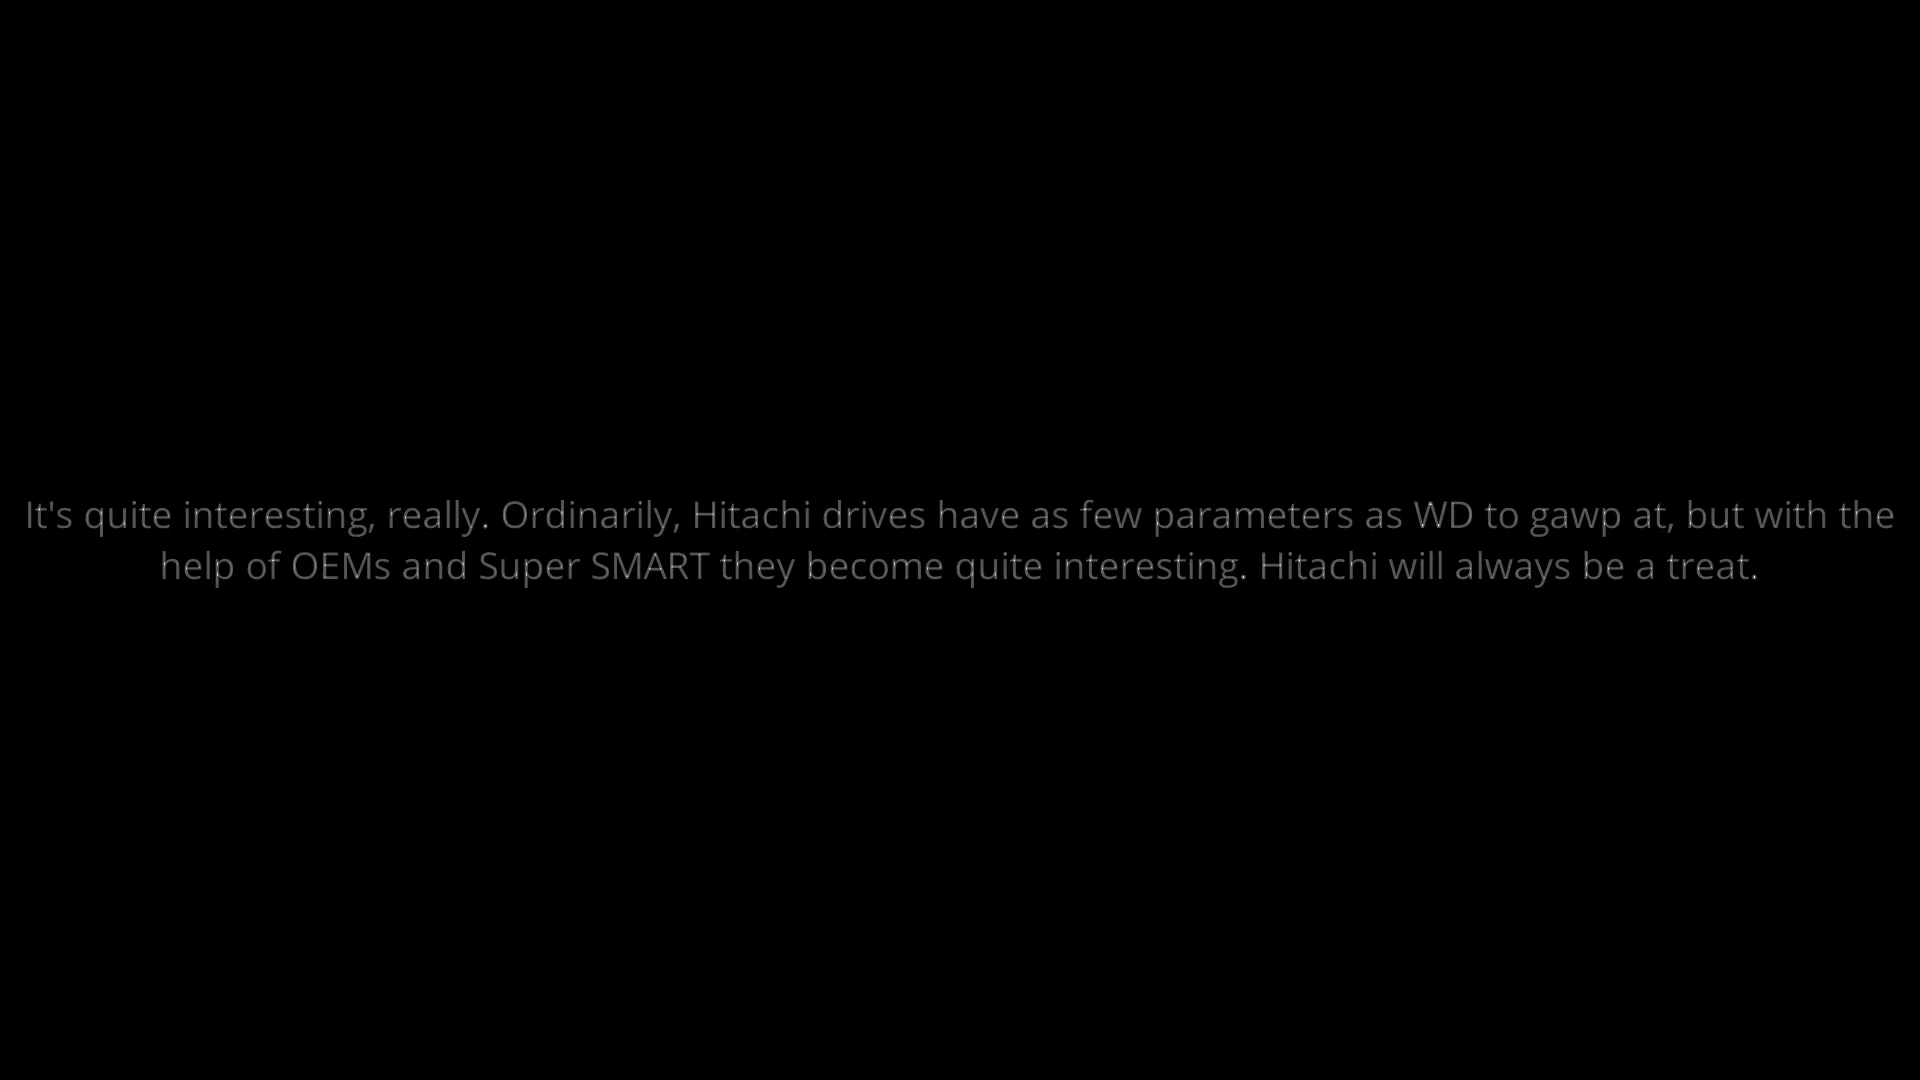 It's quite interesting, really. Ordinarily, Hitachi drives have as few parameters as WD to gawp at, but with the
help of OEMs and Super SMART they become quite interesting. Hitachi will always be a treat.